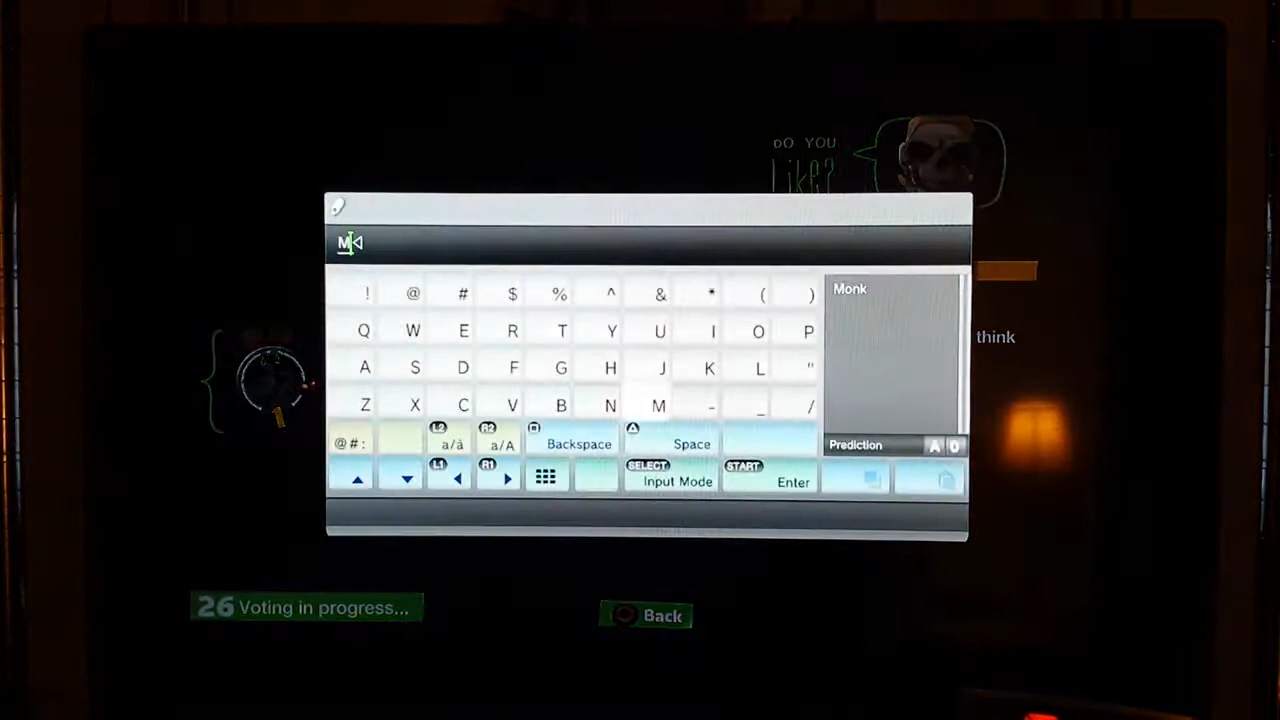 DO YOU
like?
M
! @ # $ % ^ & * ( )
Q W E R T Y U I O P
A S D F G H J K L "
Z X C V B N M - _ /
Monk
think
@#: L2 a/à R2 a/A Backspace Space
Prediction
L1 R1 SELECT Input Mode START Enter
1
26 Voting in progress...
Back